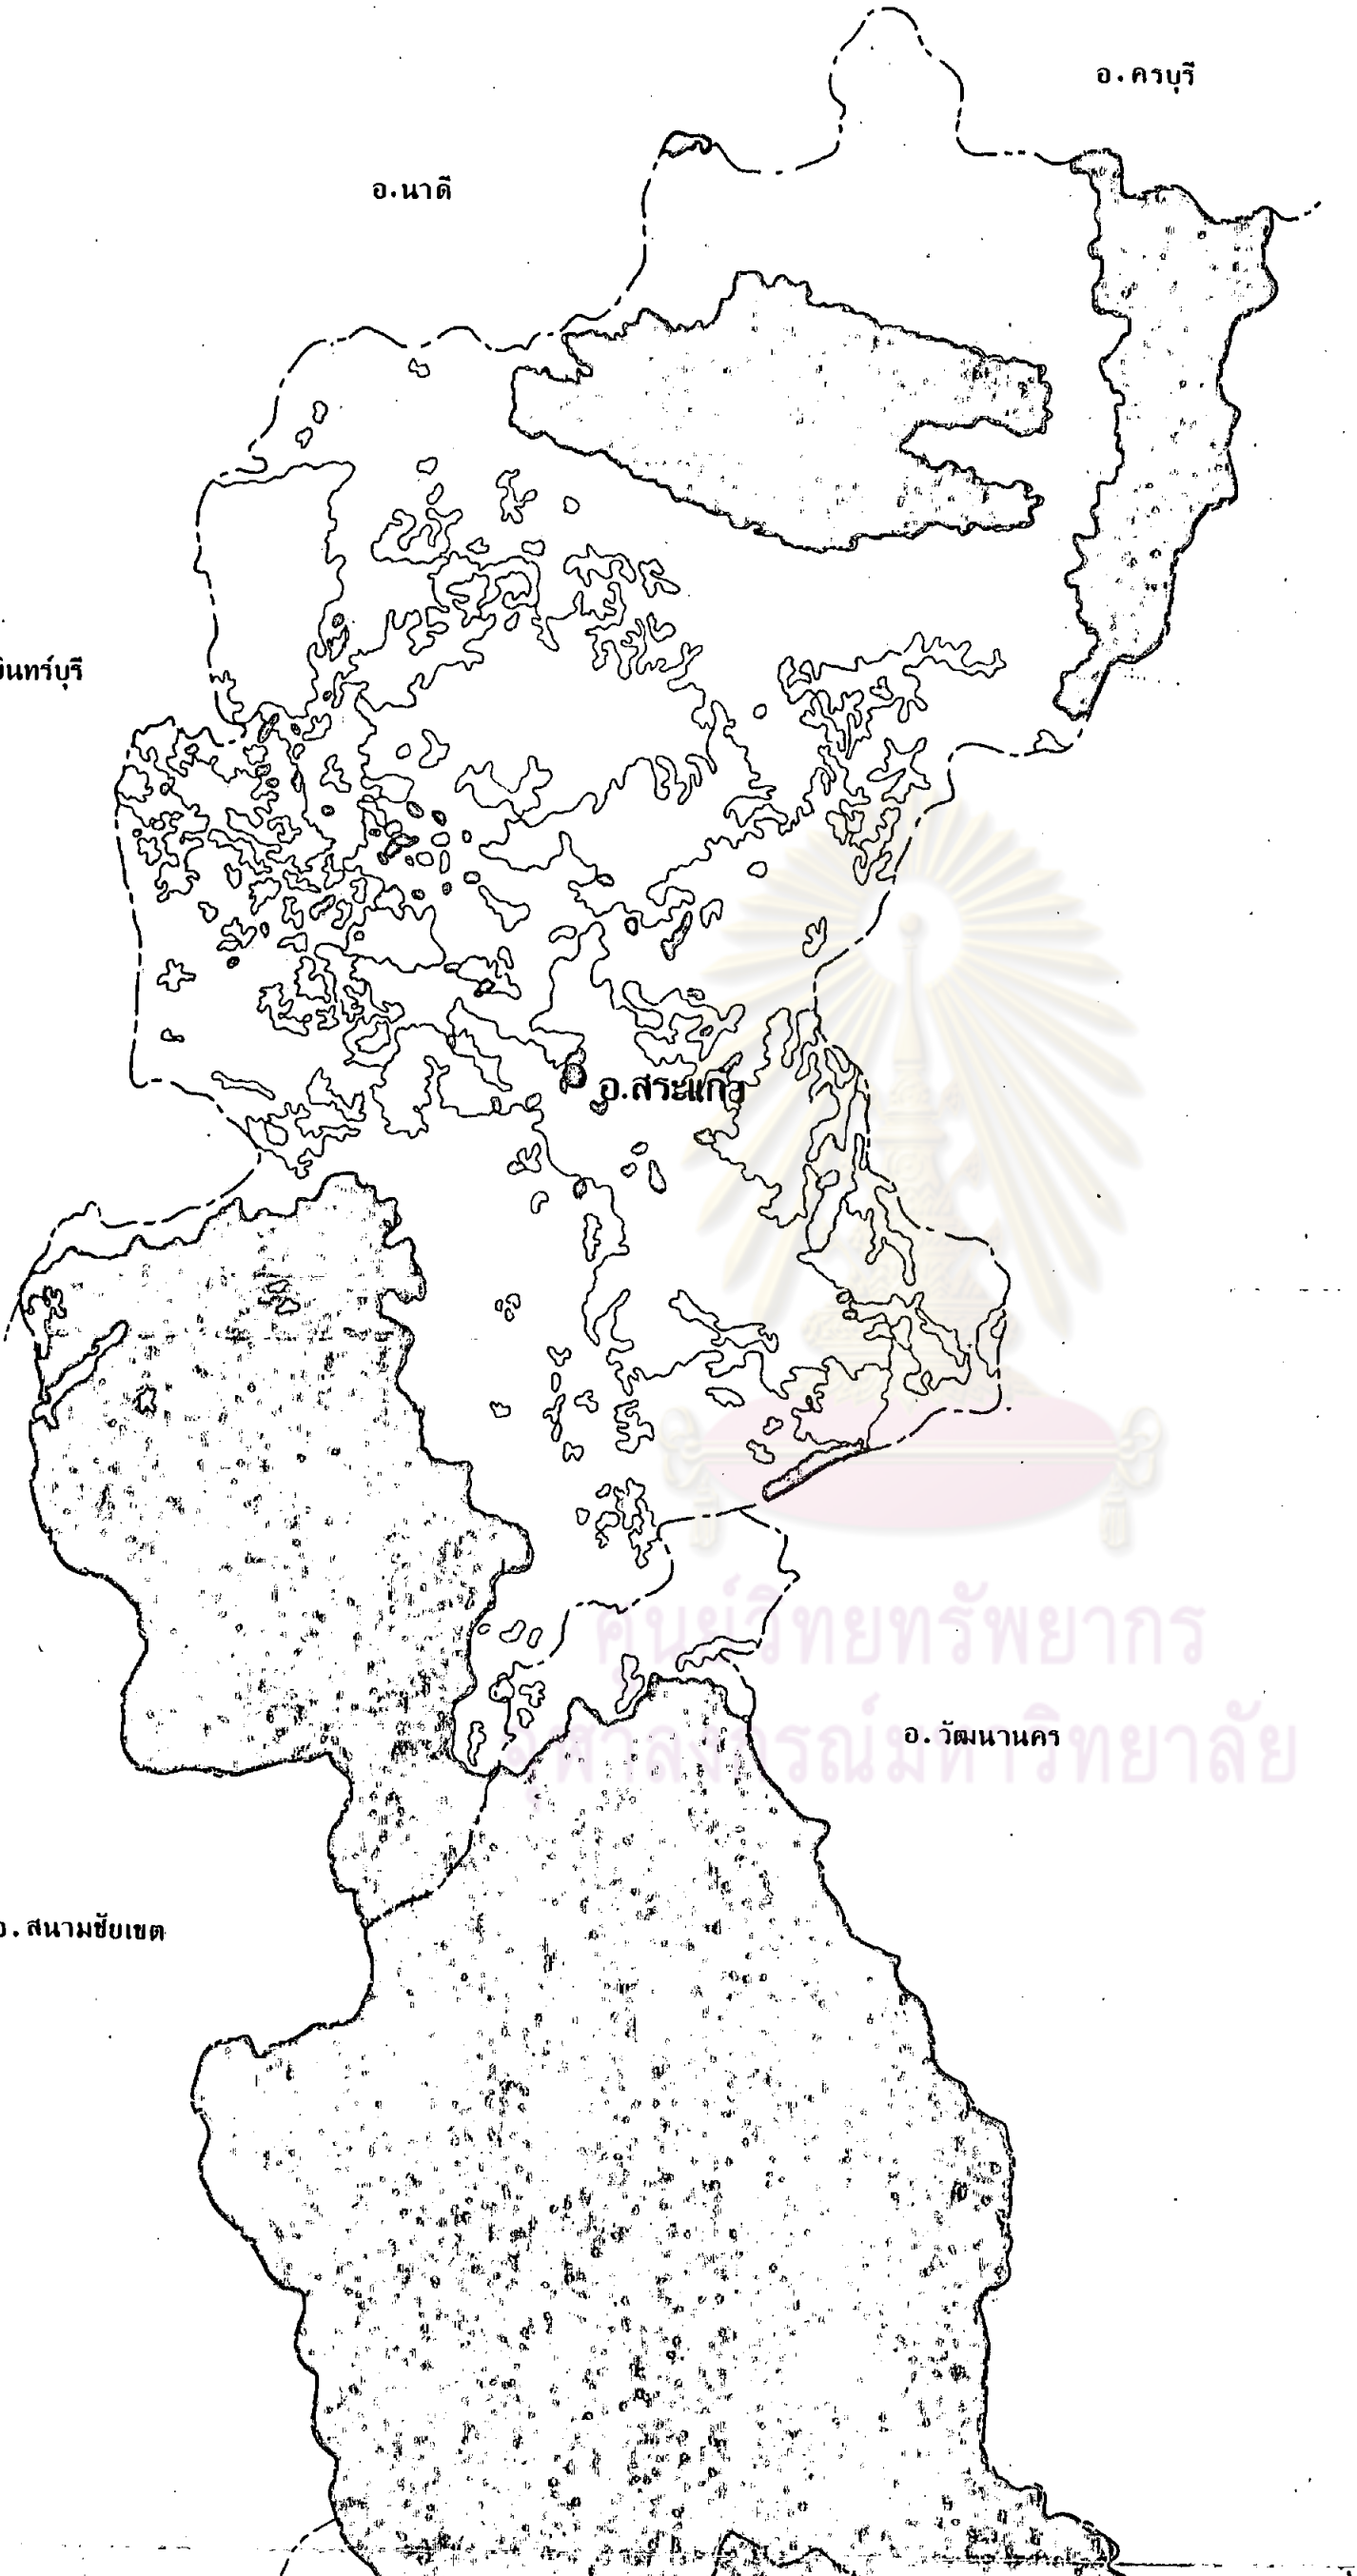 อ.ครบุรี
อ.นาดี
บินทร์บุรี
อ.สระแก้ว
ศูนย์วิทยทรัพยากร
จุฬาลงกรณ์มหาวิทยาลัย
อ.วัฒนานคร
อ.สนามชัยเขต